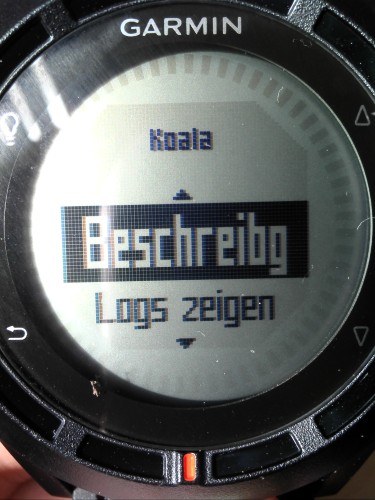 GARMIN
Koala
Beschreibg
Logs zeigen